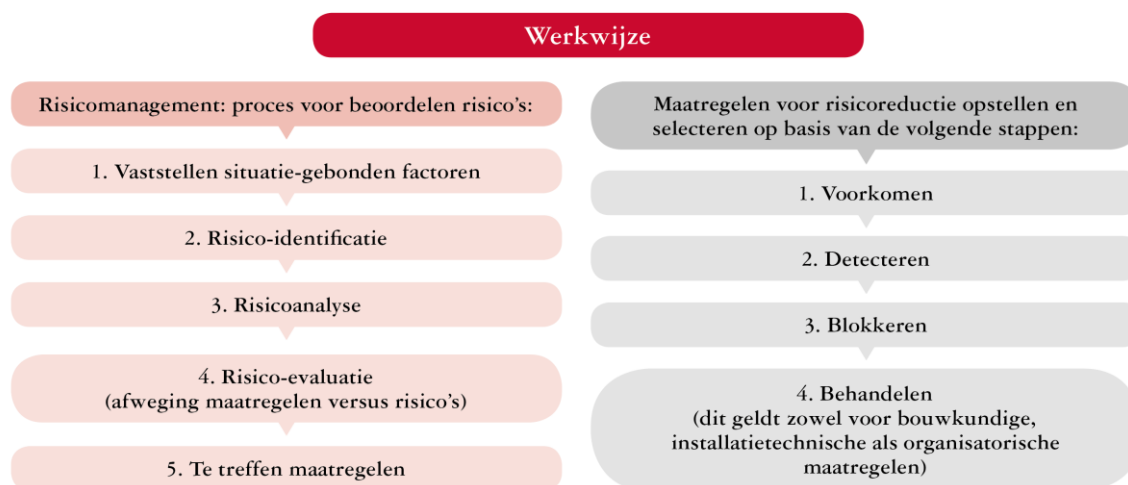 Werkwijze
Risicomanagement: proces voor beoordelen risico's:
1. Vaststellen situatie-gebonden factoren
2. Risico-identificatie
3. Risicoanalyse
4. Risico-evaluatie
(afweging maatregelen versus risico's)
5. Te treffen maatregelen
Maatregelen voor risicoreductie opstellen en
selecteren op basis van de volgende stappen:
1. Voorkomen
2. Detecteren
3. Blokkeren
4. Behandelen
(dit geldt zowel voor bouwkundige,
installatietechnische als organisatorische
maatregelen)